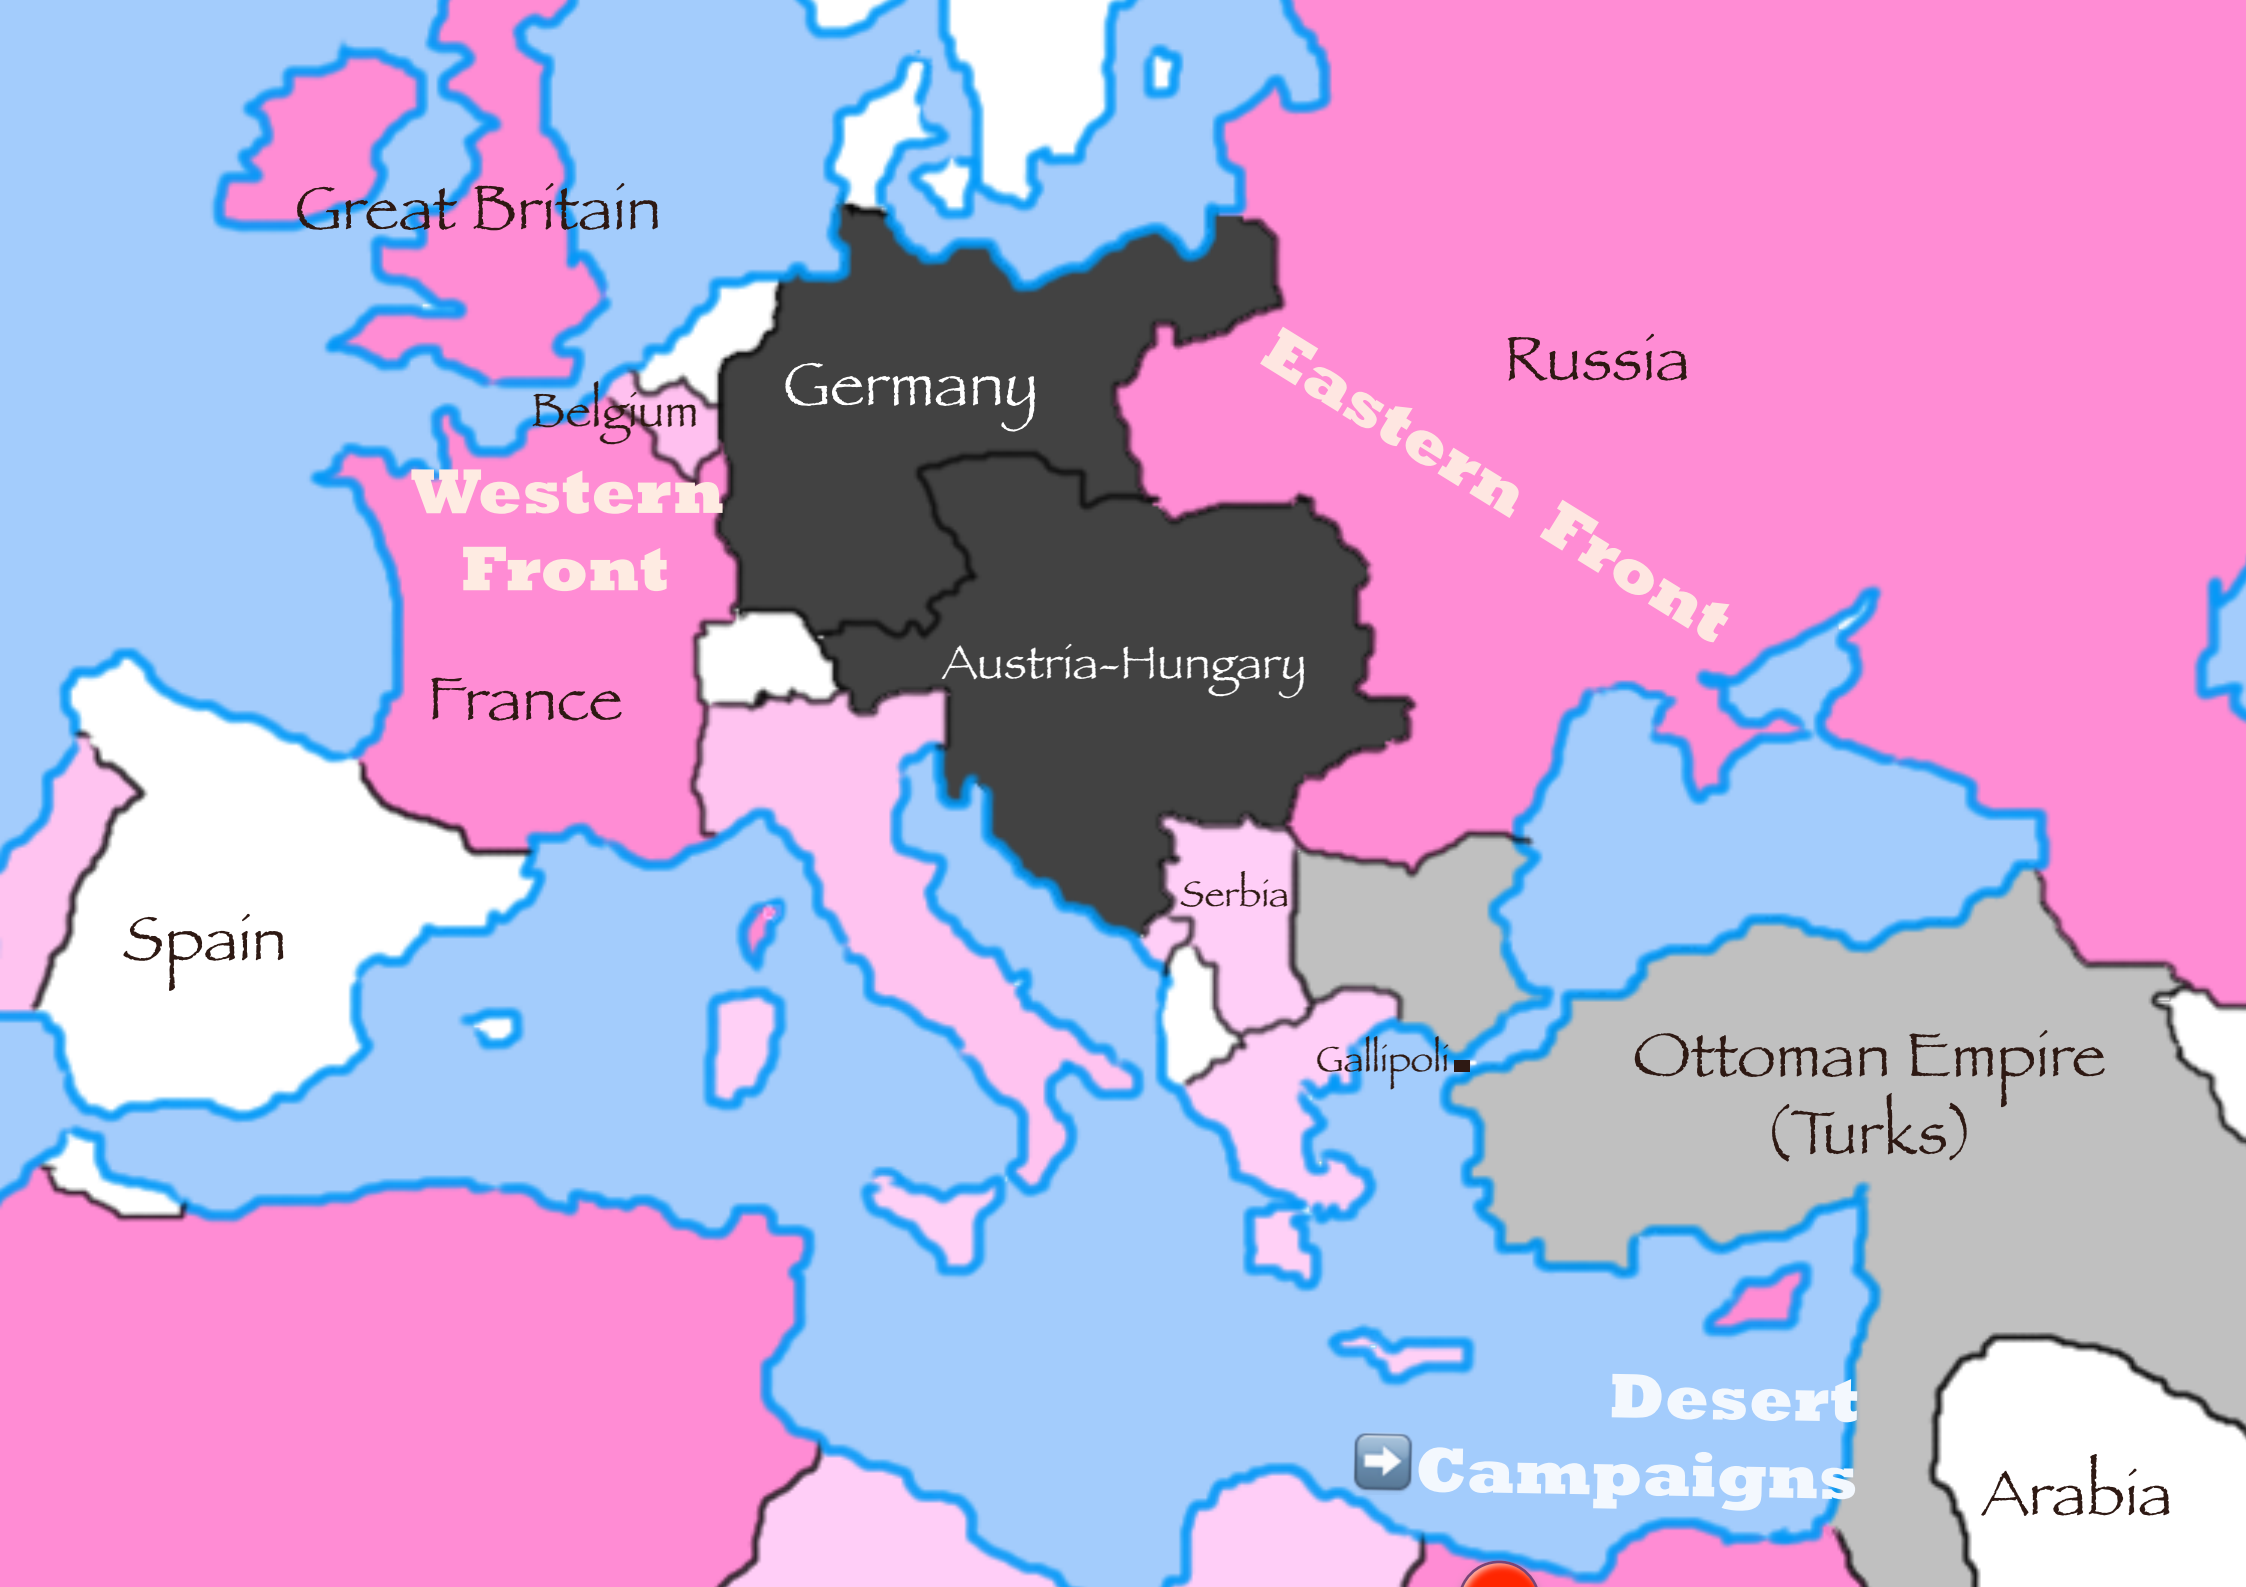 Great Britain
Russia
Germany
Eastern Front
Belgium
Western
Front
Austria-Hungary
France
Serbia
Spain
Gallipoli
Ottoman Empire
(Turks)
Desert
Campaigns
Arabia